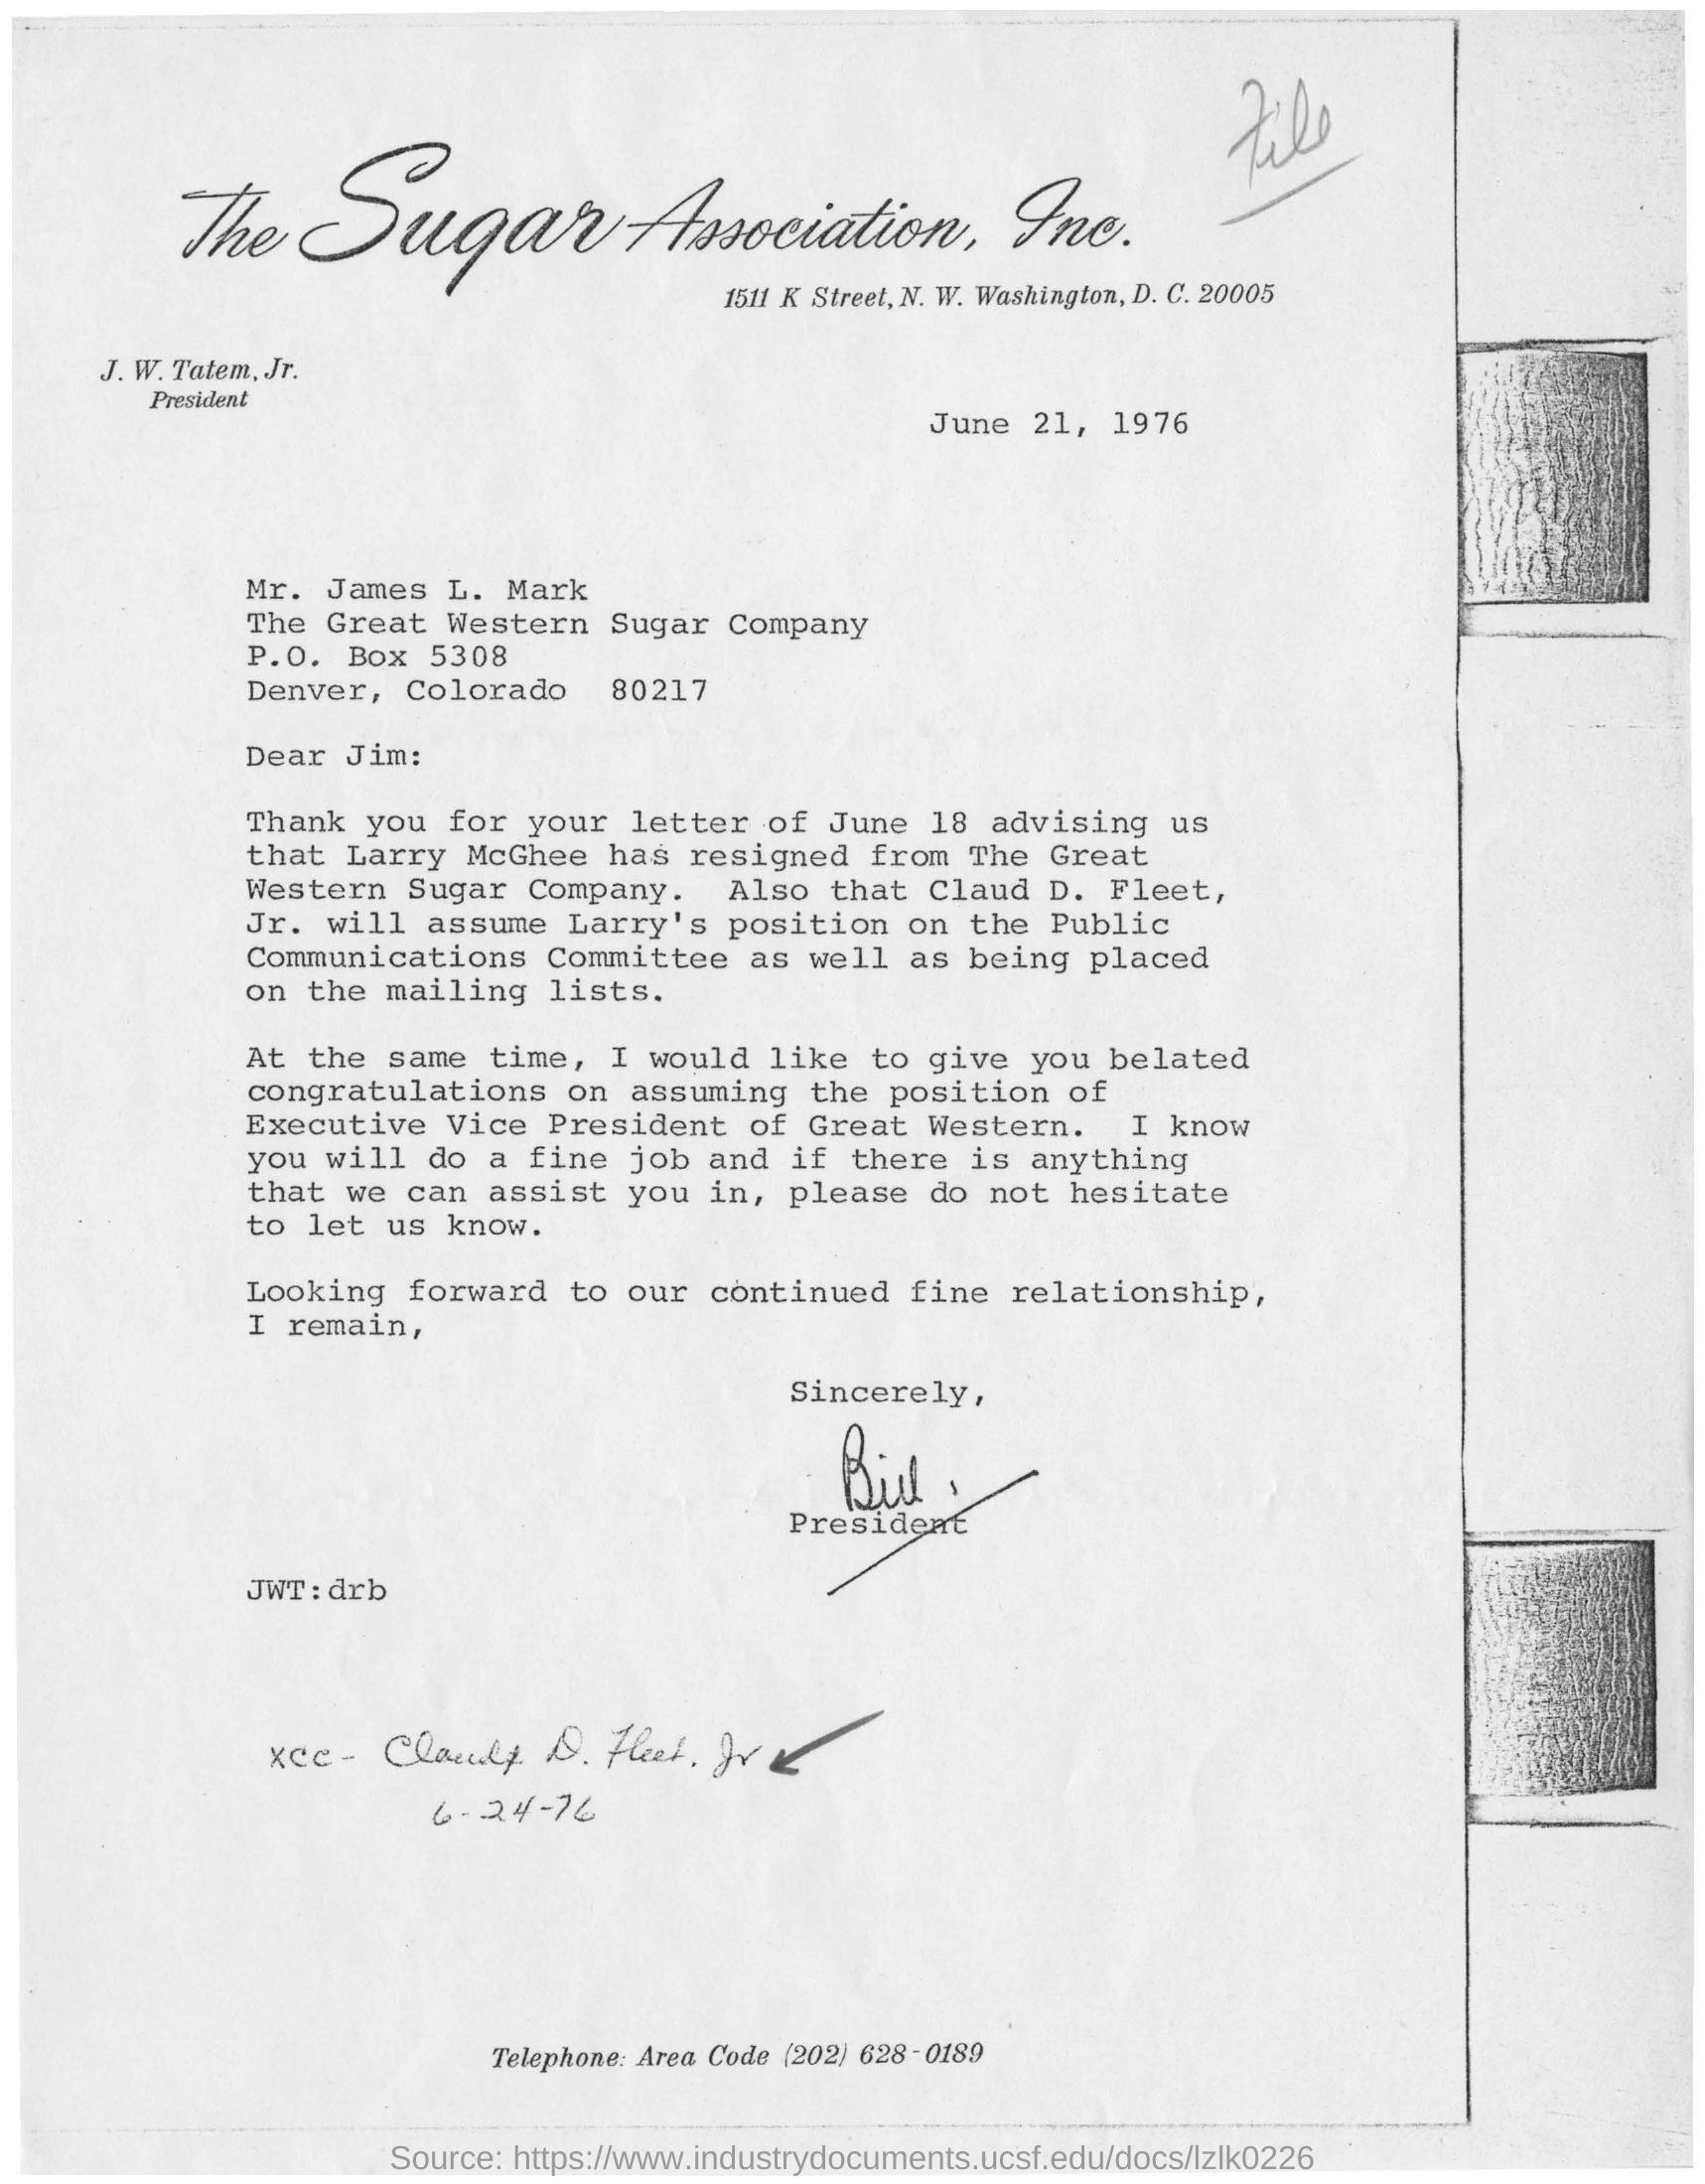 File
The Sugar Association, Inc.
1511 K Street, N. W. Washington, D. C. 20005
J. W. Tatem, Jr.
President
June 21, 1976
Mr. James L. Mark
The Great Western Sugar Company
P.O. Box 5308
Denver, Colorado 80217
Dear Jim:
Thank you for your letter of June 18 advising us
that Larry McGhee has resigned from The Great
Western Sugar Company. Also that Claud D. Fleet,
Jr. will assume Larry's position on the Public
Communications Committee as well as being placed
on the mailing lists.
At the same time, I would like to give you belated
congratulations on assuming the position of
Executive Vice President of Great Western. I know
you will do a fine job and if there is anything
that we can assist you in, please do not hesitate
to let us know.
Looking forward to our continued fine relationship,
I remain,
Sincerely,
Bill
President
JWT:drb
xcc - Claude D. Fleet. Jr
6-24-76
Telephone: Area Code (202) 628-0189
Source: https://www.industrydocuments.ucsf.edu/docs/lzlk0226